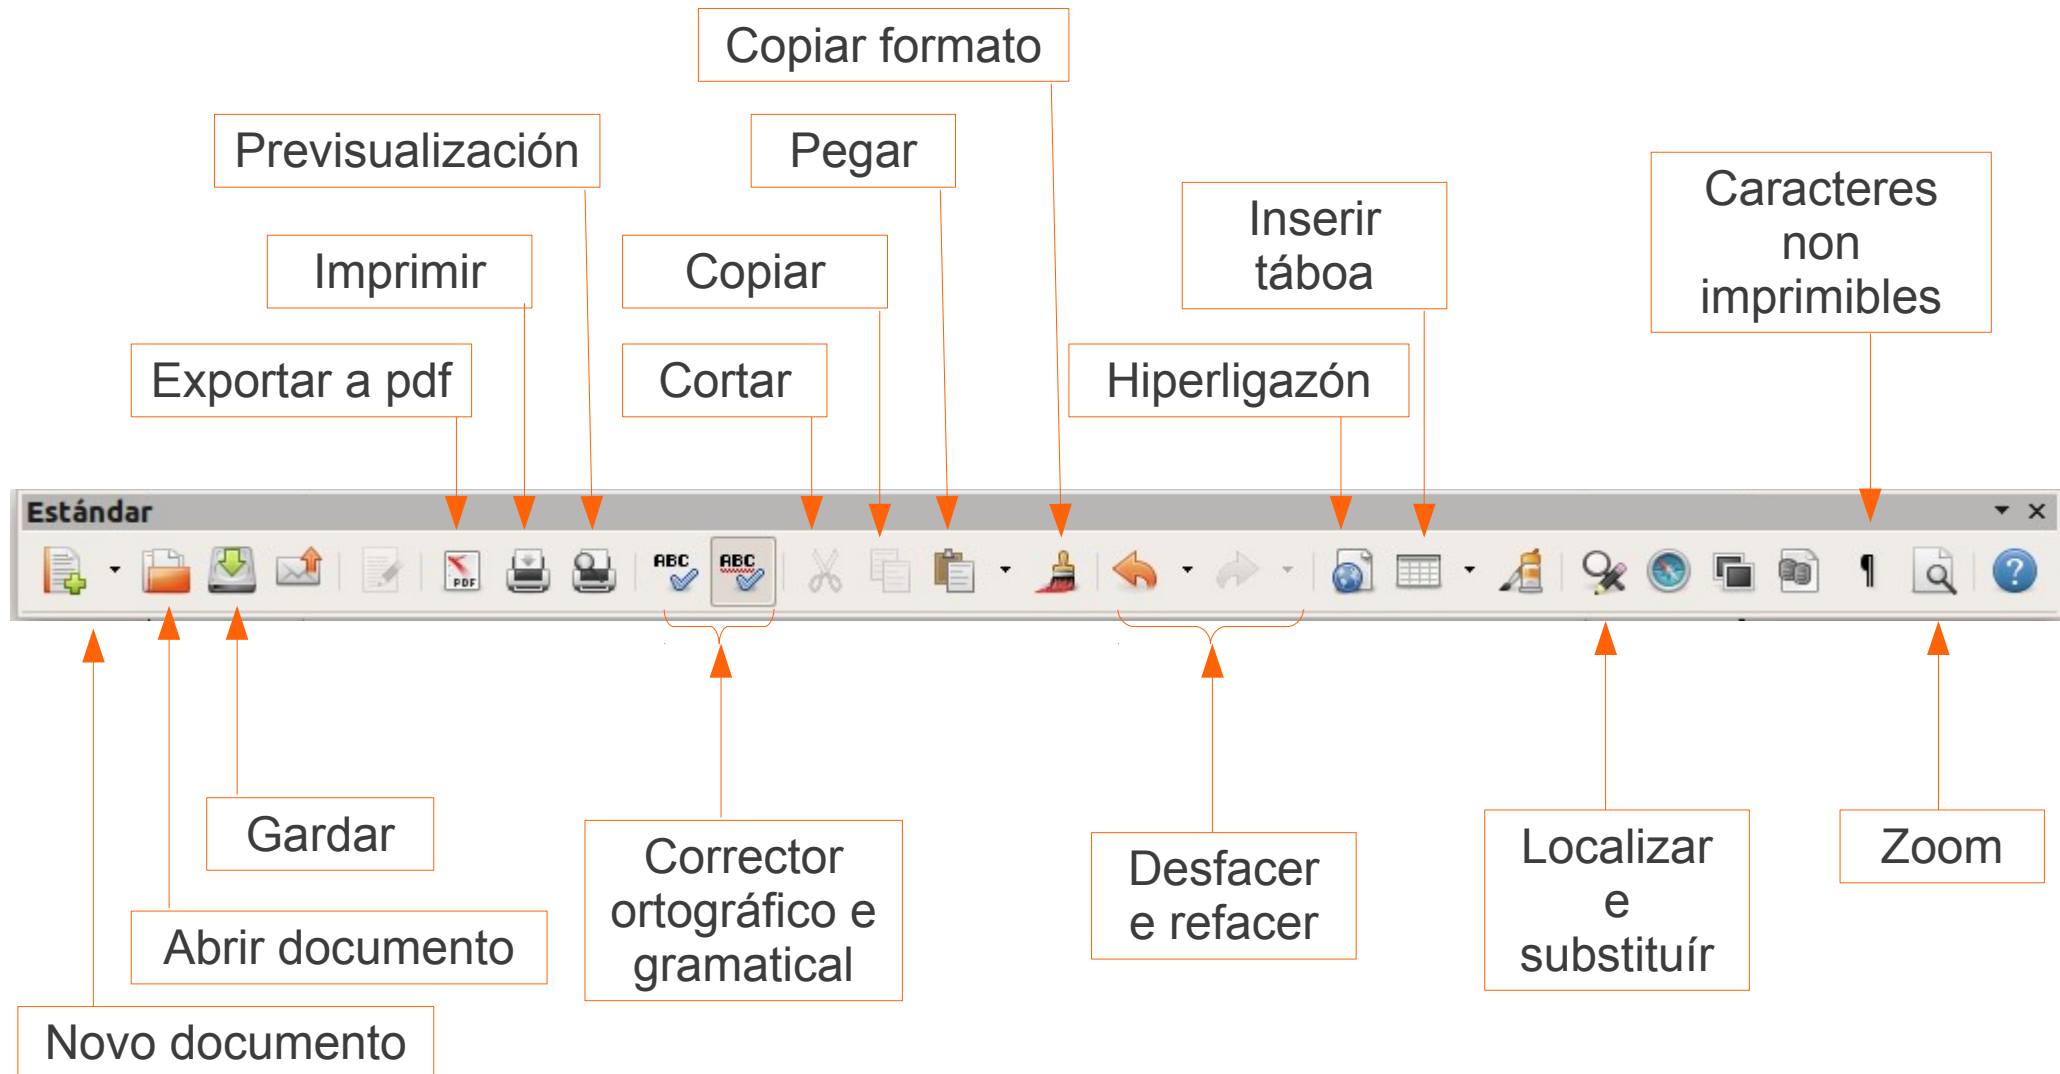 Copiar formato
Previsualización
Pegar
Caracteres
non
imprimibles
Inserir
táboa
Imprimir
Copiar
Exportar a pdf
Cortar
Hiperligazón
Estándar
PDF
ABC
ABC
¶
?
Gardar
Abrir documento
Novo documento
Corrector
ortográfico e
gramatical
Desfacer
e refacer
Localizar
e
substituír
Zoom